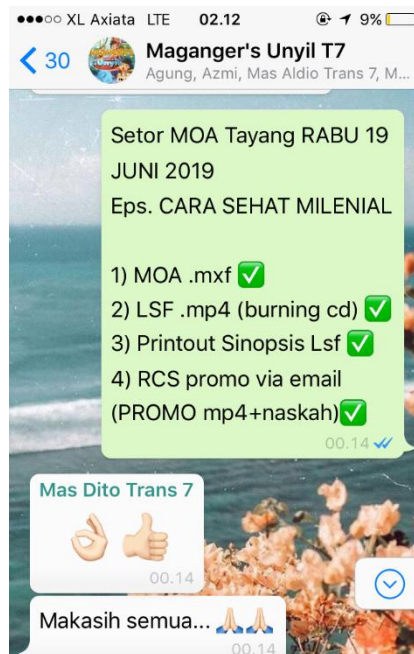 XL Axiata LTE 02.12 9%
30 Maganger's Unyil T7
Agung, Azmi, Mas Aldio Trans 7, M...
Setor MOA Tayang RABU 19
JUNI 2019
Eps. CARA SEHAT MILENIAL
1) MOA .mxf ✅
2) LSF .mp4 (burning cd) ✅
3) Printout Sinopsis Lsf ✅
4) RCS promo via email
(PROMO mp4+naskah)✅
00.14
Mas Dito Trans 7
👌🏻 👍🏻
00.14
Makasih semua... 🙏🏻🙏🏻
00.14